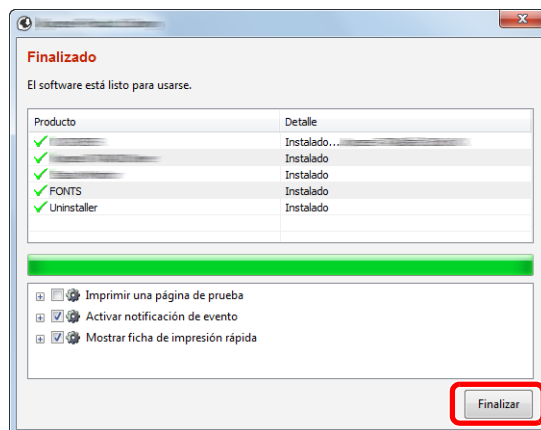 Finalizado
El software está listo para usarse.
Producto Detalle
Instalado...
Instalado
Instalado
FONTS Instalado
Uninstaller Instalado
Imprimir una página de prueba
Activar notificación de evento
Mostrar ficha de impresión rápida
Finalizar